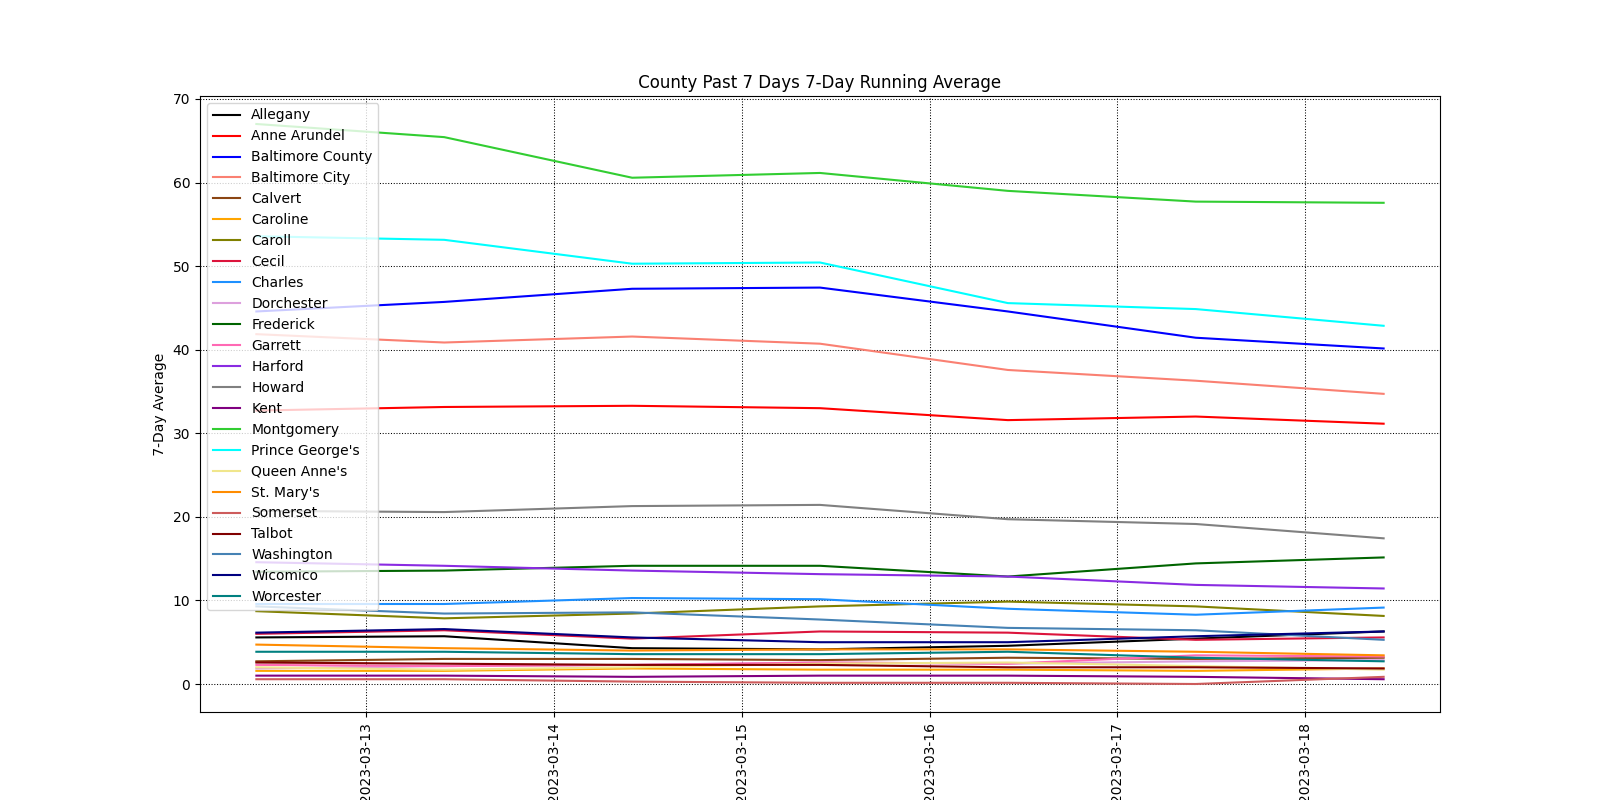 County Past 7 Days 7-Day Running Average
70
60
50
40
30
20
10
0
7-Day Average
Allegany
Anne Arundel
Baltimore County
Baltimore City
Calvert
Caroline
Caroll
Cecil
Charles
Dorchester
Frederick
Garrett
Harford
Howard
Kent
Montgomery
Prince George's
Queen Anne's
St. Mary's
Somerset
Talbot
Washington
Wicomico
Worcester
2023-03-13
2023-03-14
2023-03-15
2023-03-16
2023-03-17
2023-03-18